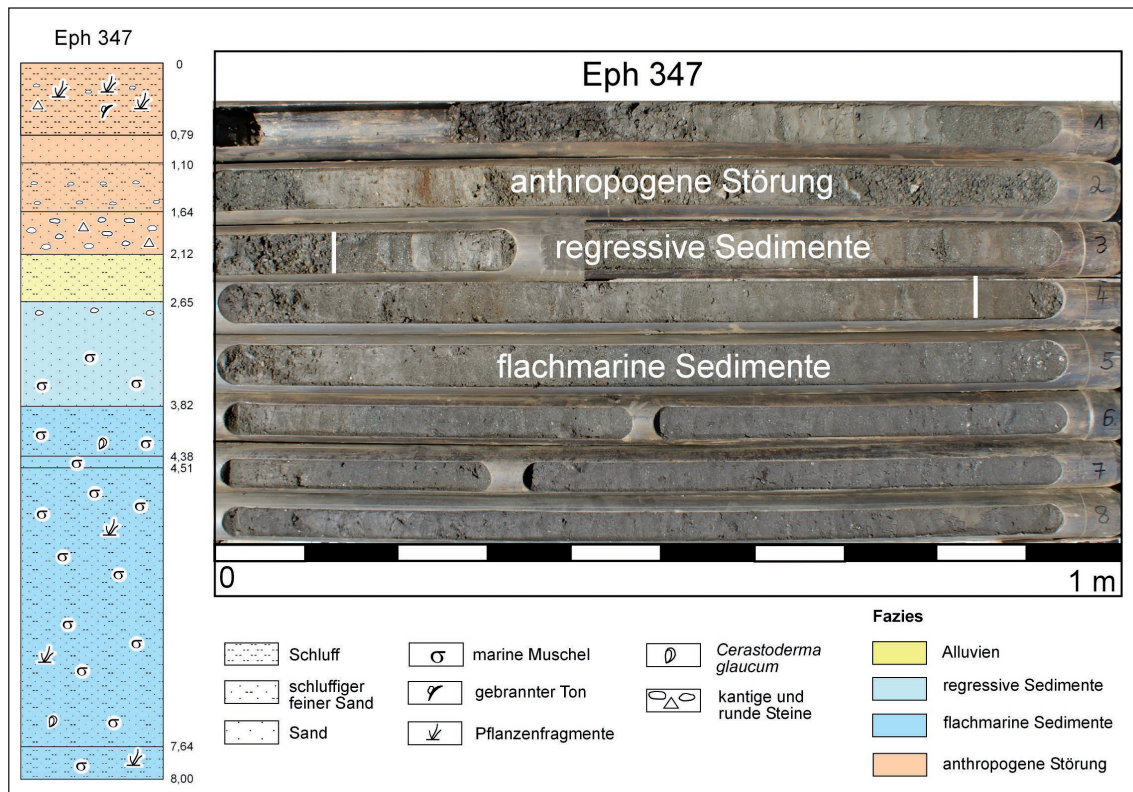 Eph 347
0
0,79
1,10
1,64
2,12
2,65
3,82
4,38
4,51
7,64
8,00
Eph 347
1
anthropogene Störung
2
regressive Sedimente
3
4
flachmarine Sedimente
5
6
7
8
0
1 m
Schluff
schluffiger
feiner Sand
Sand
marine Muschel
gebrannter Ton
Pflanzenfragmente
Cerastoderma
glaucum
kantige und
runde Steine
Fazies
Alluvien
regressive Sedimente
flachmarine Sedimente
anthropogene Störung